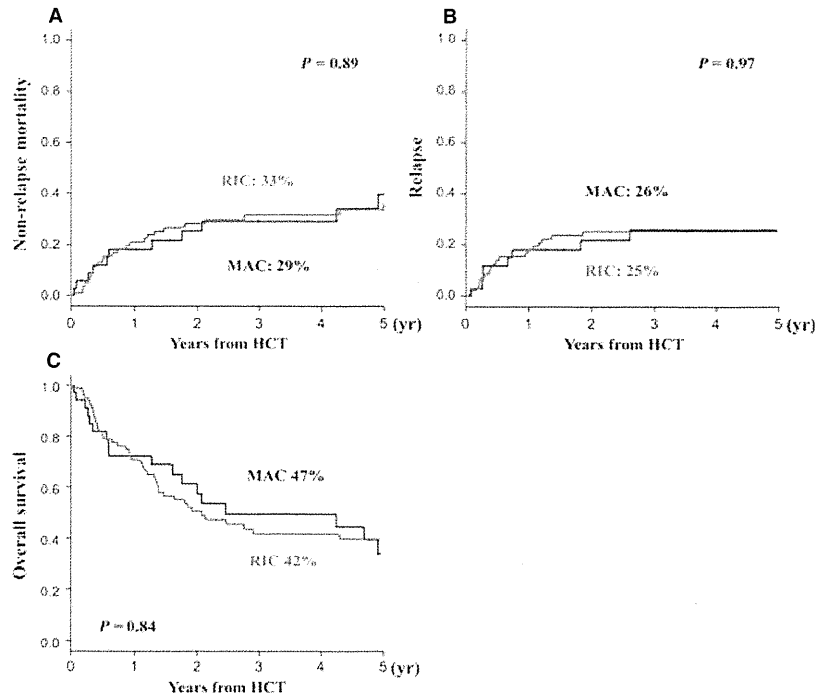 A
Non-relapse mortality
1.0
0.8
0.6
0.4
0.2
0.0
P = 0.89
RIC: 33%
MAC: 29%
0 1 2 3 4 5 (yr)
Years from HCT
B
Relapse
1.0
0.8
0.6
0.4
0.2
0.0
P = 0.97
MAC: 26%
RIC: 25%
0 1 2 3 4 5 (yr)
Years from HCT
C
Overall survival
1.0
0.8
0.6
0.4
0.2
0.0
MAC 47%
RIC 42%
P = 0.84
0 1 2 3 4 5 (yr)
Years from HCT